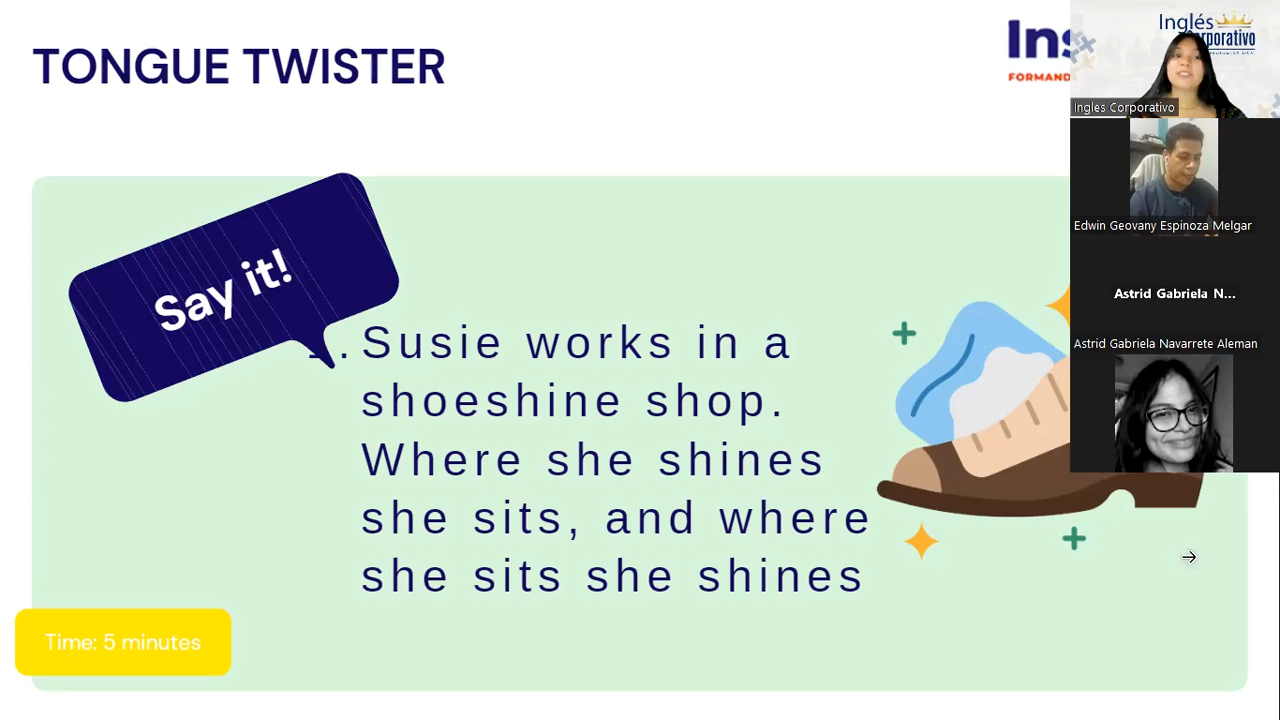 TONGUE TWISTER
Ins
FORMAND
Inglés
Corporativo
Ingles Corporativo
Edwin Geovany Espinoza Melgar
Astrid Gabriela N...
Astrid Gabriela Navarrete Aleman
Say it!
Susie works in a
shoeshine shop.
Where she shines
she sits, and where
she sits she shines
Time: 5 minutes